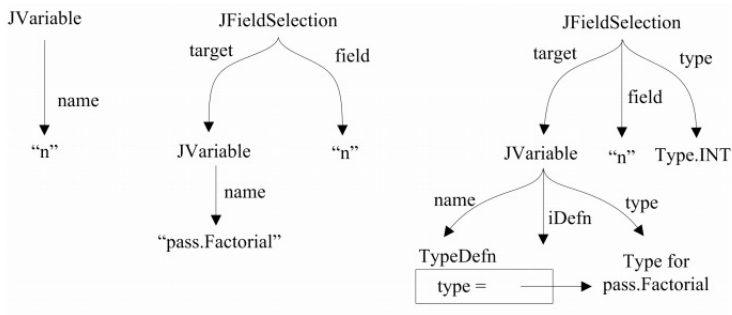 JVariable
name
“n”
JFieldSelection
target
field
JVariable
“n”
name
“pass.Factorial”
JFieldSelection
target
field
type
JVariable
“n”
Type.INT
name
iDefn
type
TypeDefn
type =
Type for
pass.Factorial